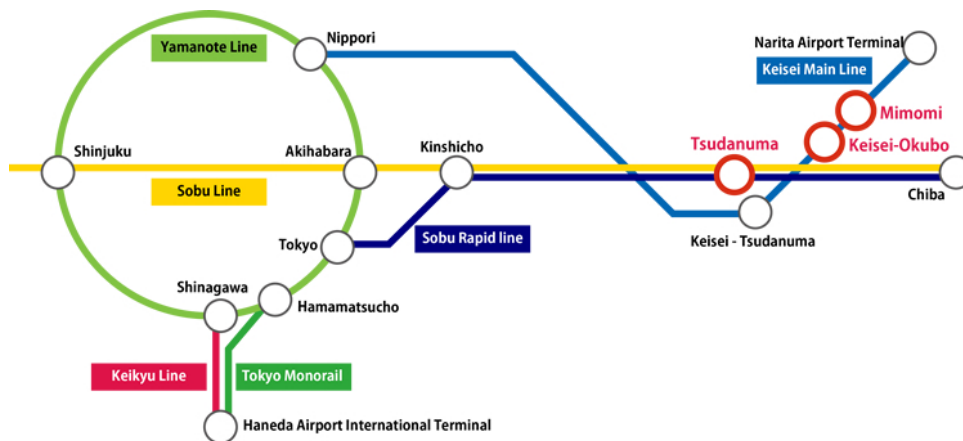 Yamanote Line
Nippori
Narita Airport Terminal
Keisei Main Line
Mimomi
Keisei-Okubo
Tsudanuma
Shinjuku
Akihabara
Kinshicho
Sobu Line
Chiba
Tokyo
Sobu Rapid line
Keisei - Tsudanuma
Shinagawa
Hamamatsucho
Keikyu Line
Tokyo Monorail
Haneda Airport International Terminal